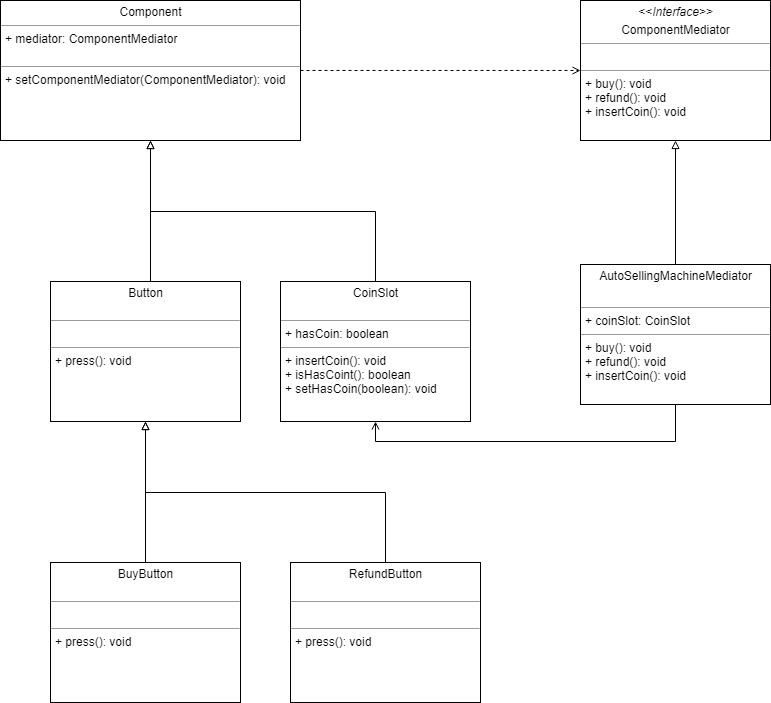 Component
+ mediator: ComponentMediator
+ setComponentMediator(ComponentMediator): void
<<Interface>>
ComponentMediator
+ buy(): void
+ refund(): void
+ insertCoin(): void
Button
+ press(): void
CoinSlot
+ hasCoin: boolean
+ insertCoin(): void
+ isHasCoint(): boolean
+ setHasCoin(boolean): void
AutoSellingMachineMediator
+ coinSlot: CoinSlot
+ buy(): void
+ refund(): void
+ insertCoin(): void
BuyButton
+ press(): void
RefundButton
+ press(): void